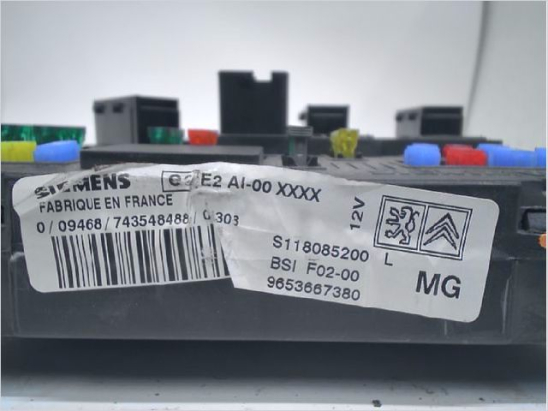 SIEMENS e2 E2 AI-00 XXXX
FABRIQUE EN FRANCE
0 / 09468 / 743548488 / 0303
12V
S118085200 L
BSI F02-00
9653667380
MG